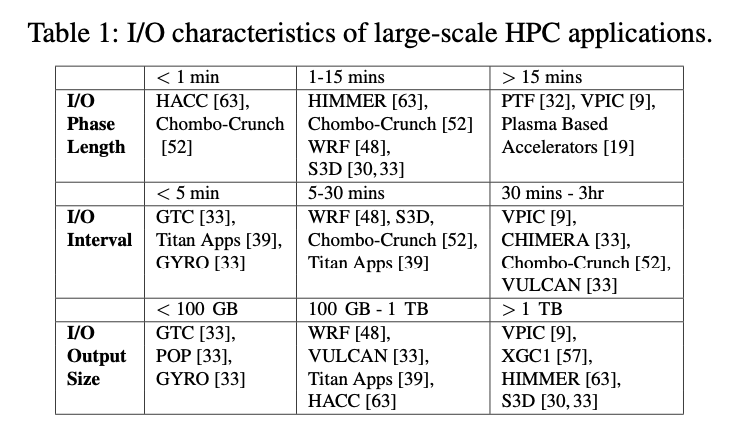 Table 1: I/O characteristics of large-scale HPC applications.
< 1 min 1-15 mins > 15 mins
I/O HACC [63], HIMMER [63], PTF [32], VPIC [9],
Phase Chombo-Crunch Chombo-Crunch [52] Plasma Based
Length [52] WRF [48], Accelerators [19]
S3D [30,33]
< 5 min 5-30 mins 30 mins - 3hr
I/O GTC [33], WRF [48], S3D, VPIC [9],
Interval Titan Apps [39], Chombo-Crunch [52], CHIMERA [33],
GYRO [33] Titan Apps [39] Chombo-Crunch [52],
VULCAN [33]
< 100 GB 100 GB - 1 TB > 1 TB
I/O GTC [33], WRF [48], VPIC [9],
Output POP [33], VULCAN [33], XGC1 [57],
Size GYRO [33] Titan Apps [39], HIMMER [63],
HACC [63] S3D [30,33]